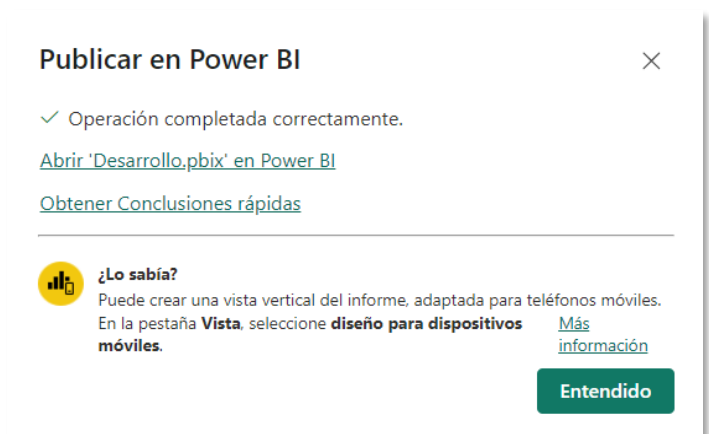 Publicar en Power BI
Operación completada correctamente.
Abrir 'Desarrollo.pbix' en Power BI
Obtener Conclusiones rápidas
¿Lo sabía?
Puede crear una vista vertical del informe, adaptada para teléfonos móviles.
En la pestaña Vista, seleccione diseño para dispositivos
móviles.
Más
información
Entendido